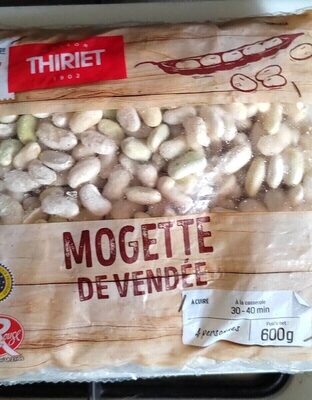 THIRIET
1902
MOGETTE
DE VENDÉE
À CUIRE
À la casserole
30 - 40 min
4 personnes
Poids net :
600g